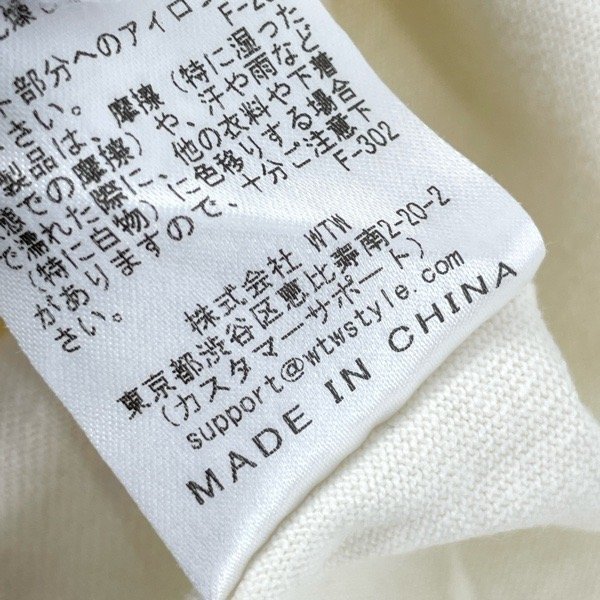 燥
ト部分へのアイロン
さい。 F-2
製品は、摩擦(特に湿った
態での摩擦)や、汗や雨など
で濡れた際に、他の衣料や下着
(特に白物)に色移りする場合
がありますので、十分ご注意下
さい。 F-302
株式会社 WTW
東京都渋谷区恵比寿南2-20-2
(カスタマーサポート)
support@wtwstyle.com
MADE IN CHINA